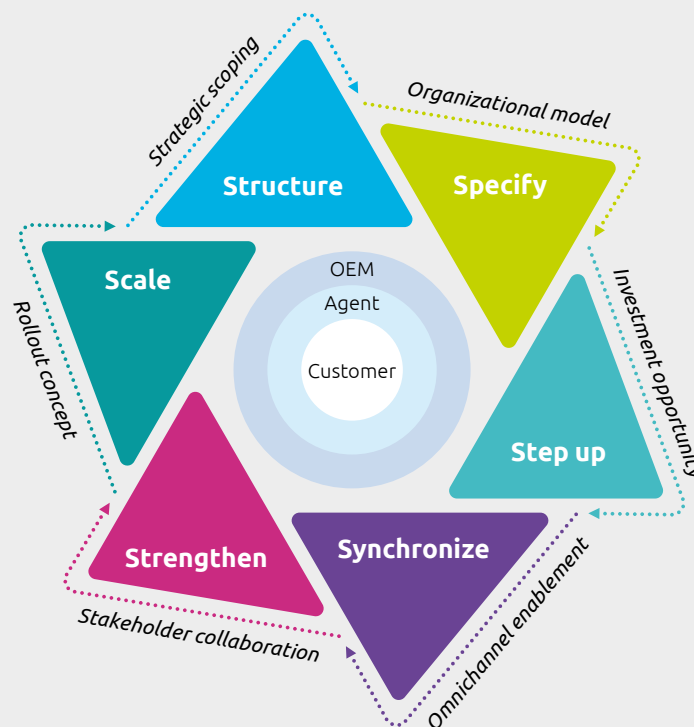 Strategic scoping
Structure
Organizational model
Specify
Investment opportunity
Step up
Omnichannel enablement
Synchronize
Stakeholder collaboration
Strengthen
Rollout concept
Scale
OEM
Agent
Customer